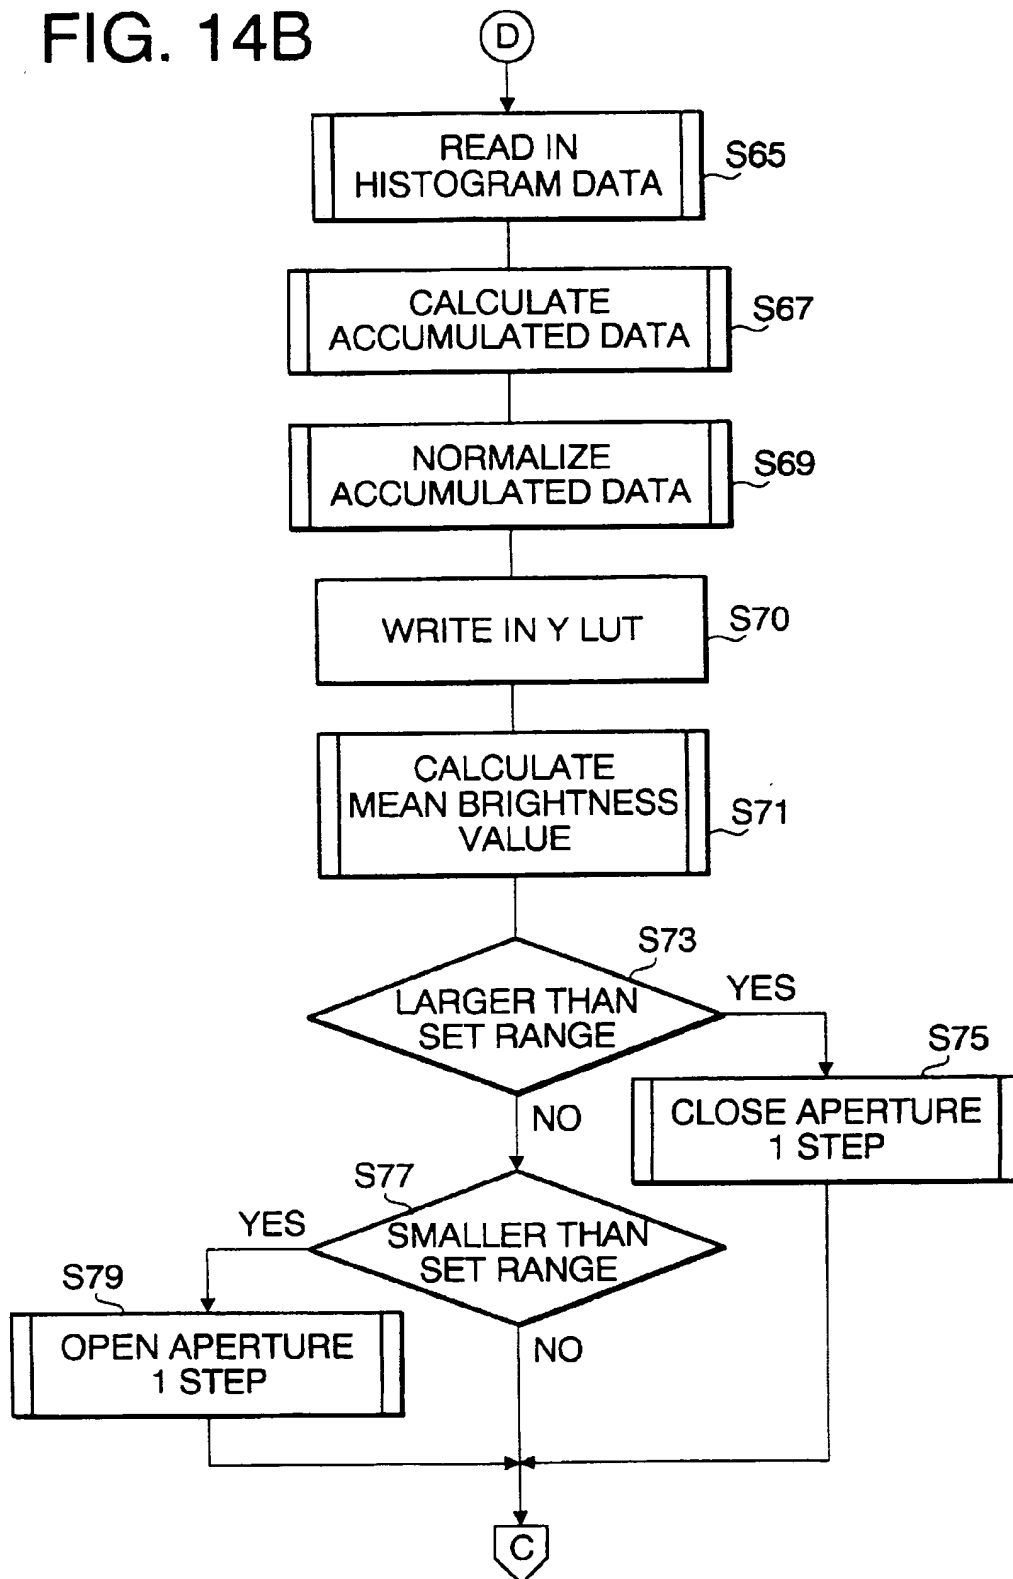 FIG. 14B
D
READ IN
HISTOGRAM DATA
S65
CALCULATE
ACCUMULATED DATA
S67
NORMALIZE
ACCUMULATED DATA
S69
WRITE IN Y LUT
S70
CALCULATE
MEAN BRIGHTNESS
VALUE
S71
S73
LARGER THAN
SET RANGE
YES
NO
S75
CLOSE APERTURE
1 STEP
S77
SMALLER THAN
SET RANGE
YES
NO
S79
OPEN APERTURE
1 STEP
C